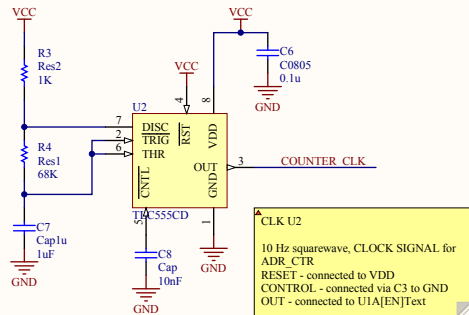 VCC
VCC
R3
Res2
1K
VCC
C6
C0805
0.1u
GND
U2
4
8
7
2
6
DISC
TRIG
THR
RST
VDD
OUT
3
COUNTER_CLK
R4
Res1
68K
CNTL
GND
TLC555CD
5
1
C7
Cap1u
1uF
GND
C8
Cap
10nF
GND
GND
CLK U2
10 Hz squarewave, CLOCK SIGNAL for
ADR_CTR
RESET - connected to VDD
CONTROL - connected via C3 to GND
OUT - connected to U1A[EN]Text